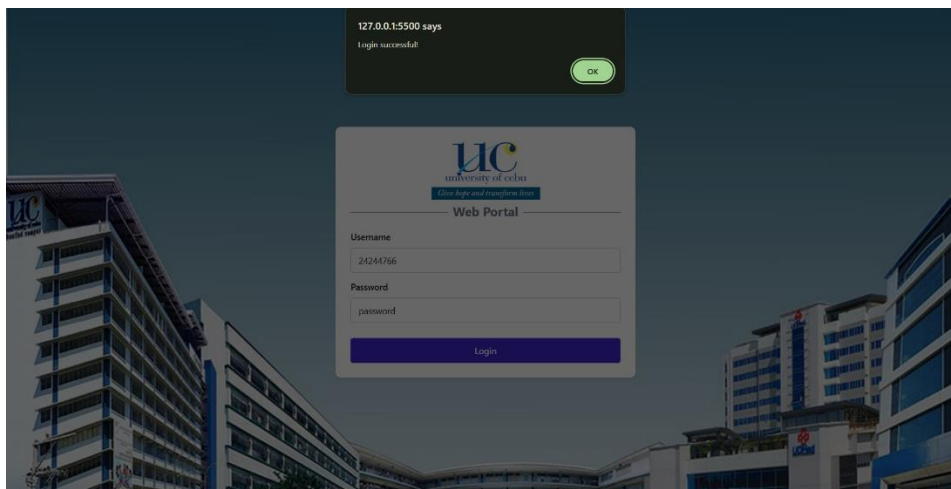 127.0.0.1:5500 says
Login successful!
OK
UC
university of cebu
Give hope and transform lives
Web Portal
Username
24244766
Password
password
Login
UC